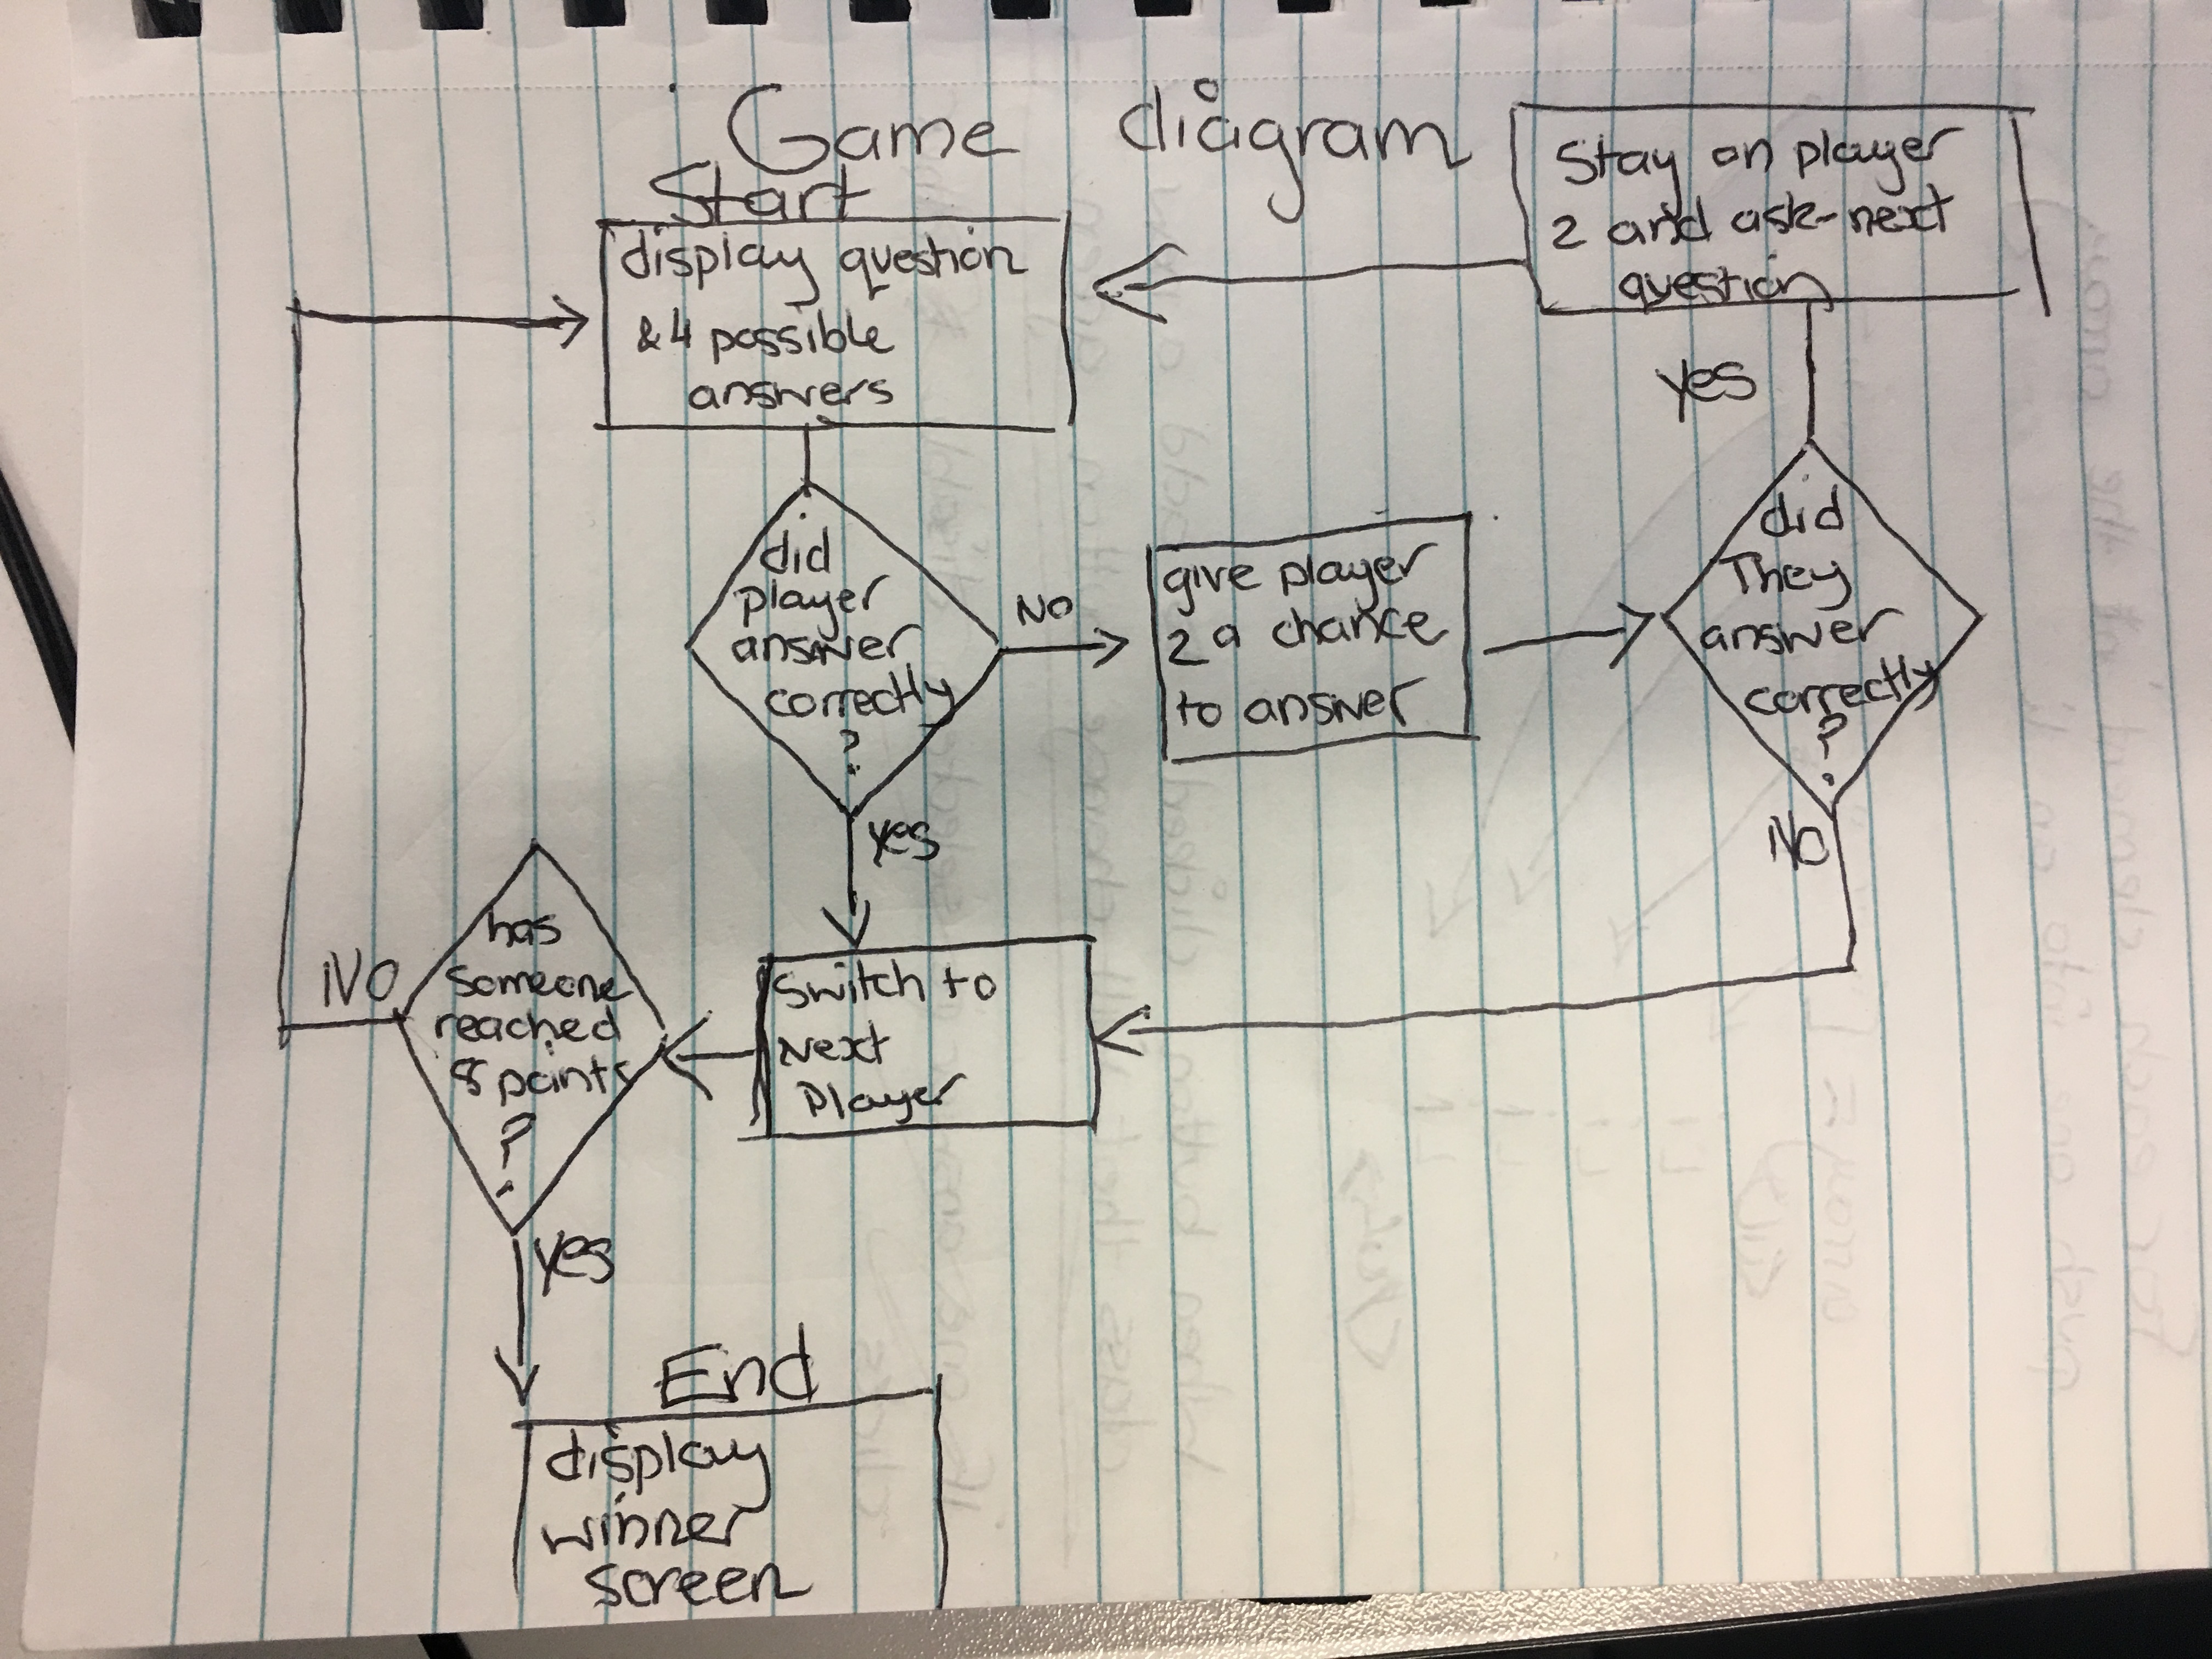 Game diagram
Start
display question
& 4 possible
answers
Stay on player
2 and ask next
question
yes
did
player
answer
correctly
?
NO
give player
2 a chance
to answer
did
They
answer
correctly
?
NO
yes
Switch to
Next
Player
has
someone
reached
8 points
?
NO
yes
End
display
winner
screen